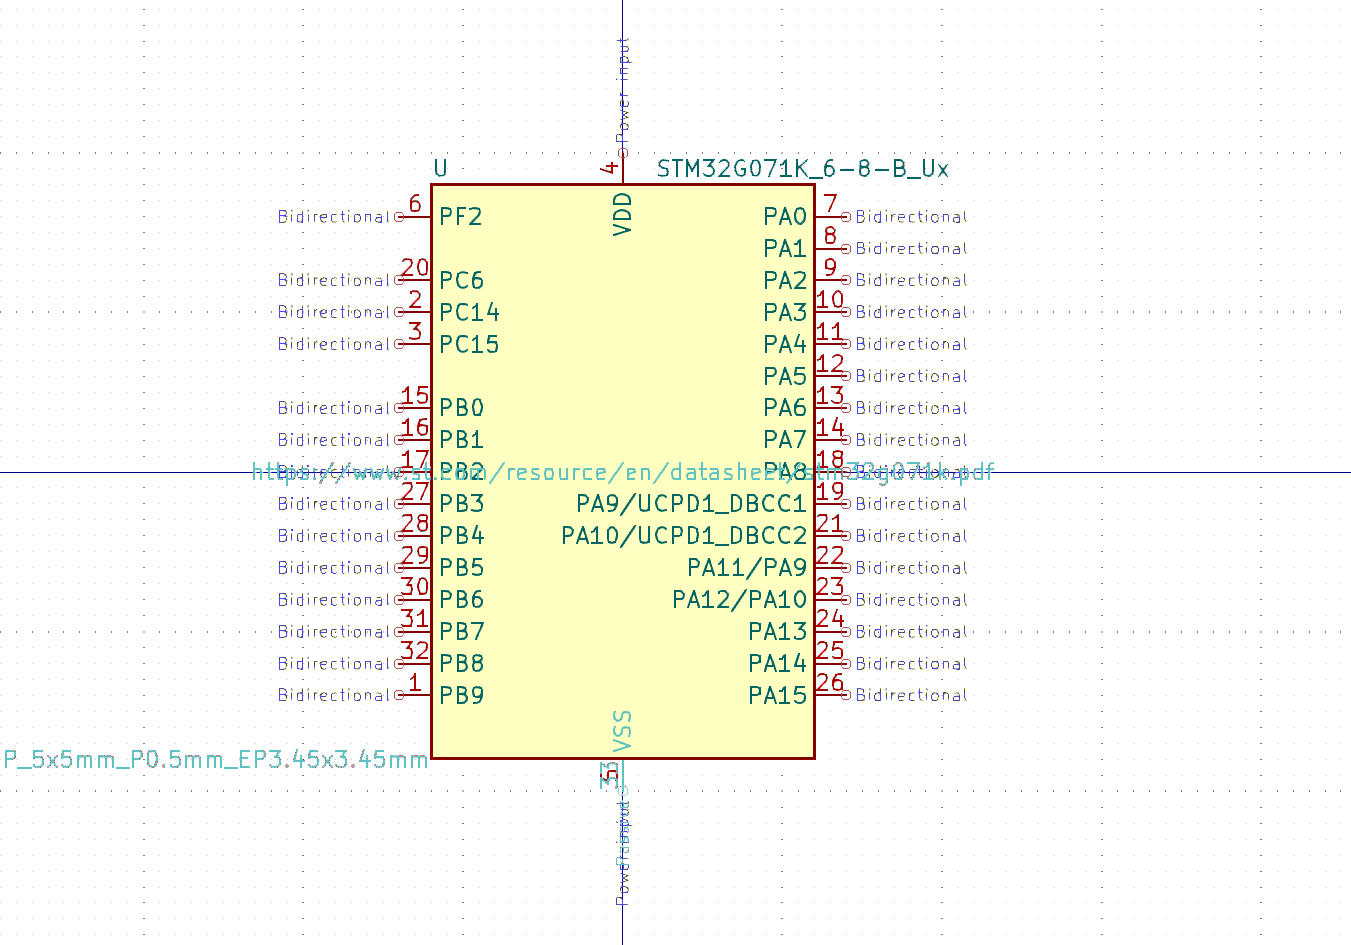 Power input
4
U STM32G071K_6-8-B_Ux
VDD
Bidirectional 6 PF2 PA0 7 Bidirectional
PA1 8 Bidirectional
Bidirectional 20 PC6 PA2 9 Bidirectional
Bidirectional 2 PC14 PA3 10 Bidirectional
Bidirectional 3 PC15 PA4 11 Bidirectional
PA5 12 Bidirectional
Bidirectional 15 PB0 PA6 13 Bidirectional
Bidirectional 16 PB1 PA7 14 Bidirectional
Bidirectional 17 PB2 PA8 18 Bidirectional
https://www.st.com/resource/en/datasheet/stm32g071k.pdf
Bidirectional 27 PB3 PA9/UCPD1_DBCC1 19 Bidirectional
Bidirectional 28 PB4 PA10/UCPD1_DBCC2 21 Bidirectional
Bidirectional 29 PB5 PA11/PA9 22 Bidirectional
Bidirectional 30 PB6 PA12/PA10 23 Bidirectional
Bidirectional 31 PB7 PA13 24 Bidirectional
Bidirectional 32 PB8 PA14 25 Bidirectional
Bidirectional 1 PB9 PA15 26 Bidirectional
VSS
P_5x5mm_P0.5mm_EP3.45x3.45mm
Power input